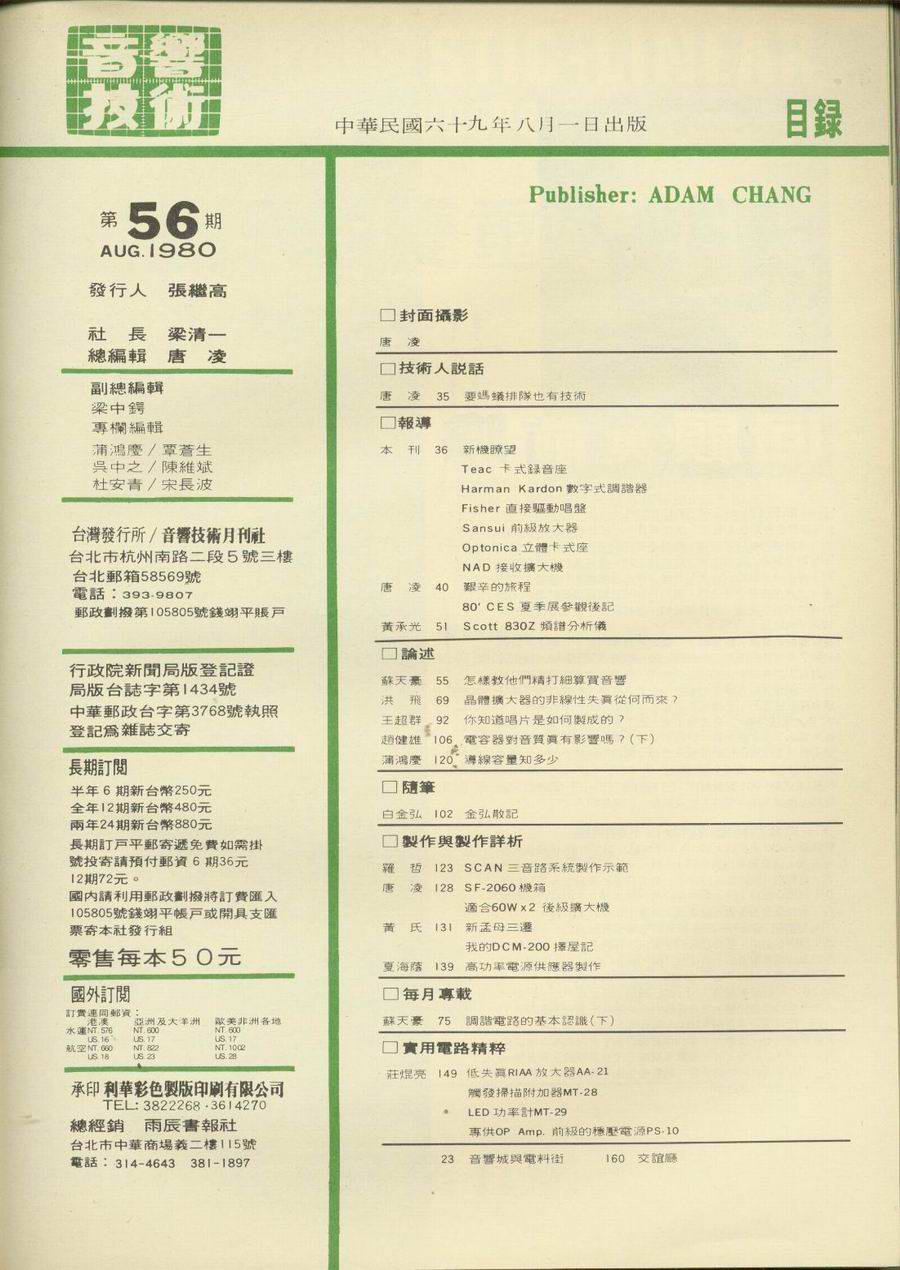 音響
技術
中華民國六十九年八月一日出版
目録
第56期
AUG.1980
發行人 張繼高
社 長 梁清一
總編輯 唐 凌
副總編輯
梁中鍔
專欄編輯
蒲鴻慶/覃蒼生
吳中之/陳維斌
杜安青/宋長波
台灣發行所/音響技術月刊社
台北市杭州南路二段5號三樓
台北郵箱58569號
電話:393-9807
郵政劃撥第105805號錢翊平賬戶
行政院新聞局版登記證
局版台誌字第1434號
中華郵政台字第3768號執照
登記爲雜誌交寄
長期訂閲
半年6期新台幣250元
全年12期新台幣480元
兩年24期新台幣880元
長期訂戸平郵寄遞免費如需掛
號投寄請預付郵資6期36元
12期72元。
國内請利用郵政劃撥將訂費匯入
105805號錢翊平帳戸或開具支匯
票寄本社發行組
零售每本50元
國外訂閲
訂費連同郵資:
港澳 亞洲及大洋洲 歐美非洲各地
水運NT.576 NT.600 NT.600
US.16 US.17 US.17
航空NT.660 NT.822 NT.1002
US.18 US.23 US.28
承印 利華彩色製版印刷有限公司
TEL:3822268·3614270
總經銷 雨辰書報社
台北市中華商場義二樓115號
電話:314-4643 381-1897
Publisher: ADAM CHANG
□封面攝影
唐 凌
□技術人説話
唐 凌 35 要螞蟻排隊也有技術
□報導
本 刊 36 新機瞭望
Teac 卡式録音座
Harman Kardon 數字式調諧器
Fisher 直接驅動唱盤
Sansui 前級放大器
Optonica 立體卡式座
NAD 接收擴大機
唐 凌 40 艱辛的旅程
80' CES 夏季展參觀後記
黃承光 51 Scott 830Z 頻譜分析儀
□論述
蘇天豪 55 怎樣教他們精打細算買音響
洪 飛 69 晶體擴大器的非線性失眞從何而來?
王超群 92 你知道唱片是如何製成的?
趙健雄 106 電容器對音質眞有影響嗎?(下)
蒲鴻慶 120 導線容量知多少
□隨筆
白金弘 102 金弘散記
□製作與製作詳析
羅 哲 123 SCAN 三音路系統製作示範
唐 凌 128 SF-2060機箱
適合60W×2 後級擴大機
黃 氏 131 新孟母三遷
我的DCM-200擇屋記
夏海蔭 139 高功率電源供應器製作
□每月專載
蘇天豪 75 調諧電路的基本認識(下)
□實用電路精粹
莊焜亮 149 低失眞RIAA放大器AA-21
觸發掃描附加器MT-28
LED 功率計MT-29
專供OP Amp. 前級的穩壓電源PS-10
23 音響城與電料街 160 交誼廳